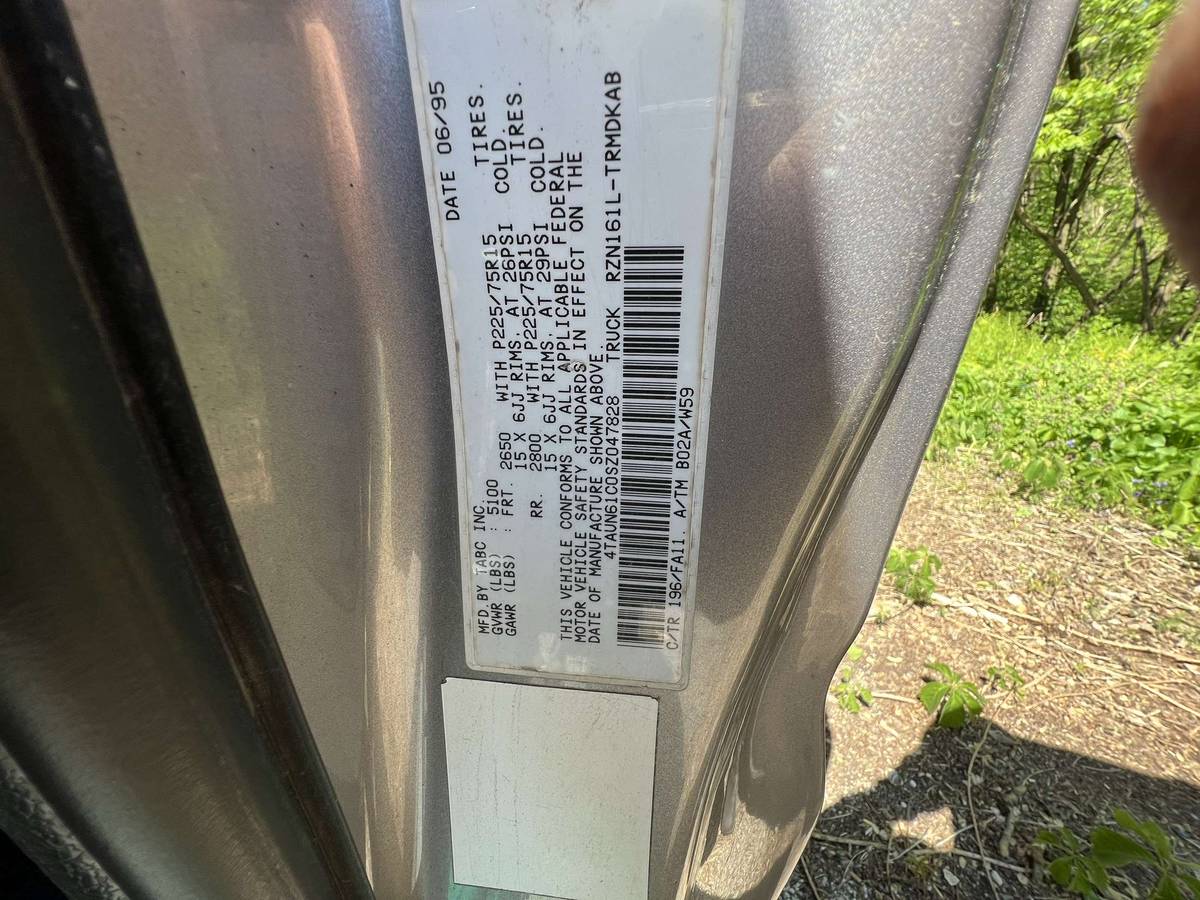 MFD. BY TABC INC. DATE 06/95
GVWR (LBS) : 5100
GAWR (LBS) : FRT. 2650 WITH P225/75R15 TIRES.
15 X 6JJ RIMS, AT 26PSI COLD.
RR. 2800 WITH P225/75R15 TIRES.
15 X 6JJ RIMS, AT 29PSI COLD.
THIS VEHICLE CONFORMS TO ALL APPLICABLE FEDERAL
MOTOR VEHICLE SAFETY STANDARDS IN EFFECT ON THE
DATE OF MANUFACTURE SHOWN ABOVE.
4TAUN61C0SZ047828 TRUCK RZN161L-TRMDKAB
C/TR 196/FA11. A/TM B02A/W59